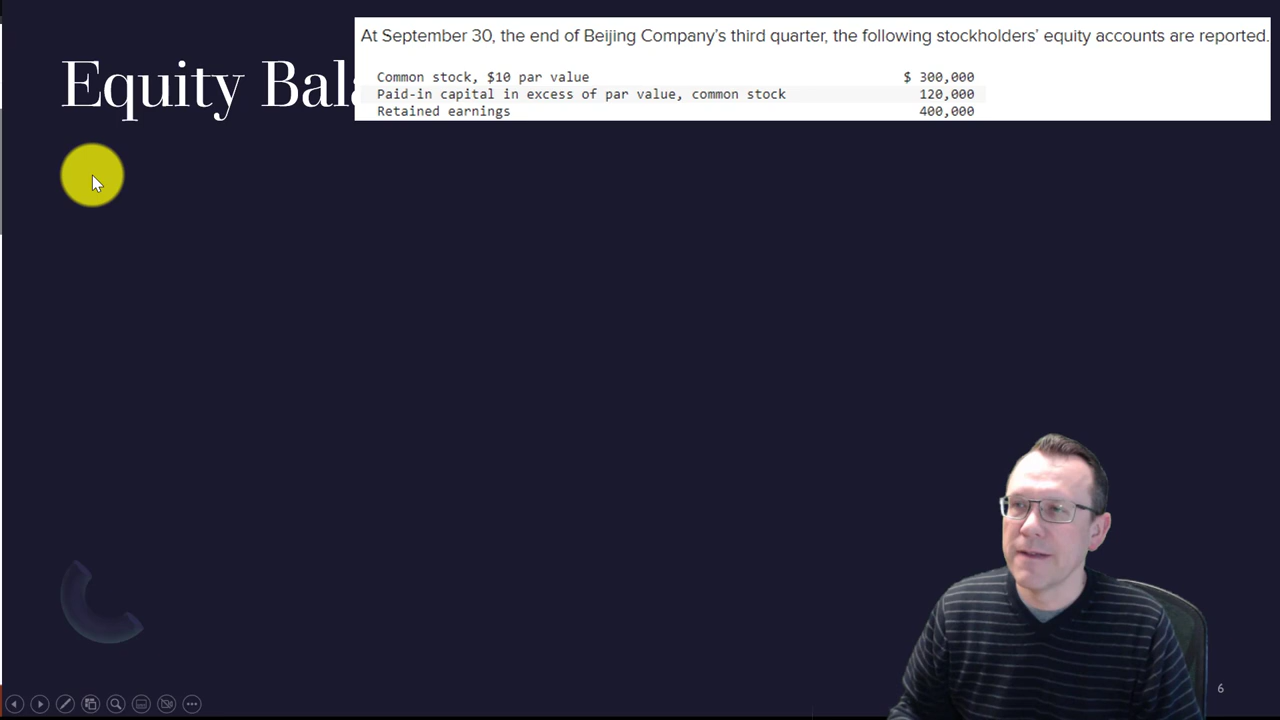 At September 30, the end of Beijing Company’s third quarter, the following stockholders’ equity accounts are reported.
Equity
Common stock, $10 par value $ 300,000
Paid-in capital in excess of par value, common stock 120,000
Retained earnings 400,000
6